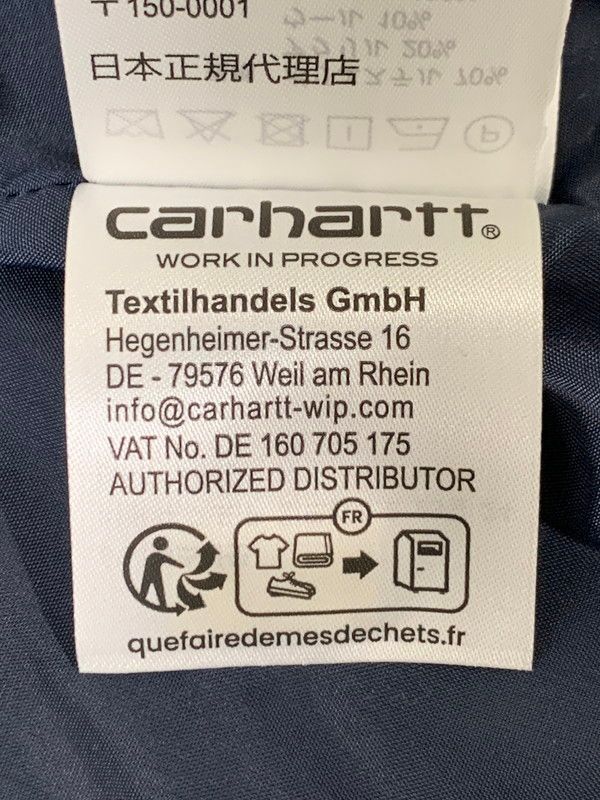 〒150-0001
日本正規代理店
carhartt®
WORK IN PROGRESS
Textilhandels GmbH
Hegenheimer-Strasse 16
DE - 79576 Weil am Rhein
info@carhartt-wip.com
VAT No. DE 160 705 175
AUTHORIZED DISTRIBUTOR
FR
quefairedemesdechets.fr